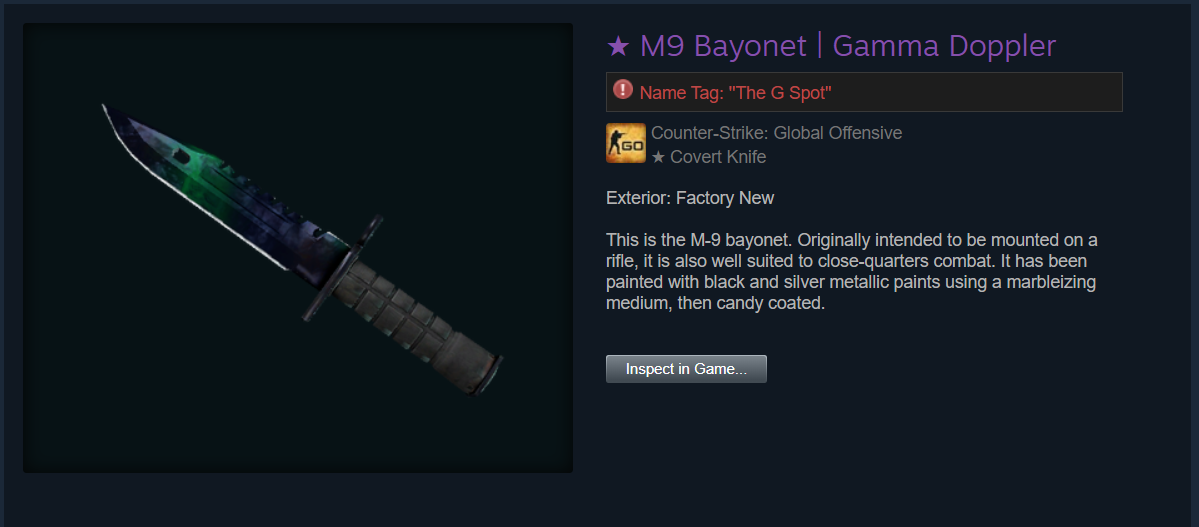 ★ M9 Bayonet | Gamma Doppler
Name Tag: "The G Spot"
GO
Counter-Strike: Global Offensive
★ Covert Knife
Exterior: Factory New
This is the M-9 bayonet. Originally intended to be mounted on a
rifle, it is also well suited to close-quarters combat. It has been
painted with black and silver metallic paints using a marbleizing
medium, then candy coated.
Inspect in Game...